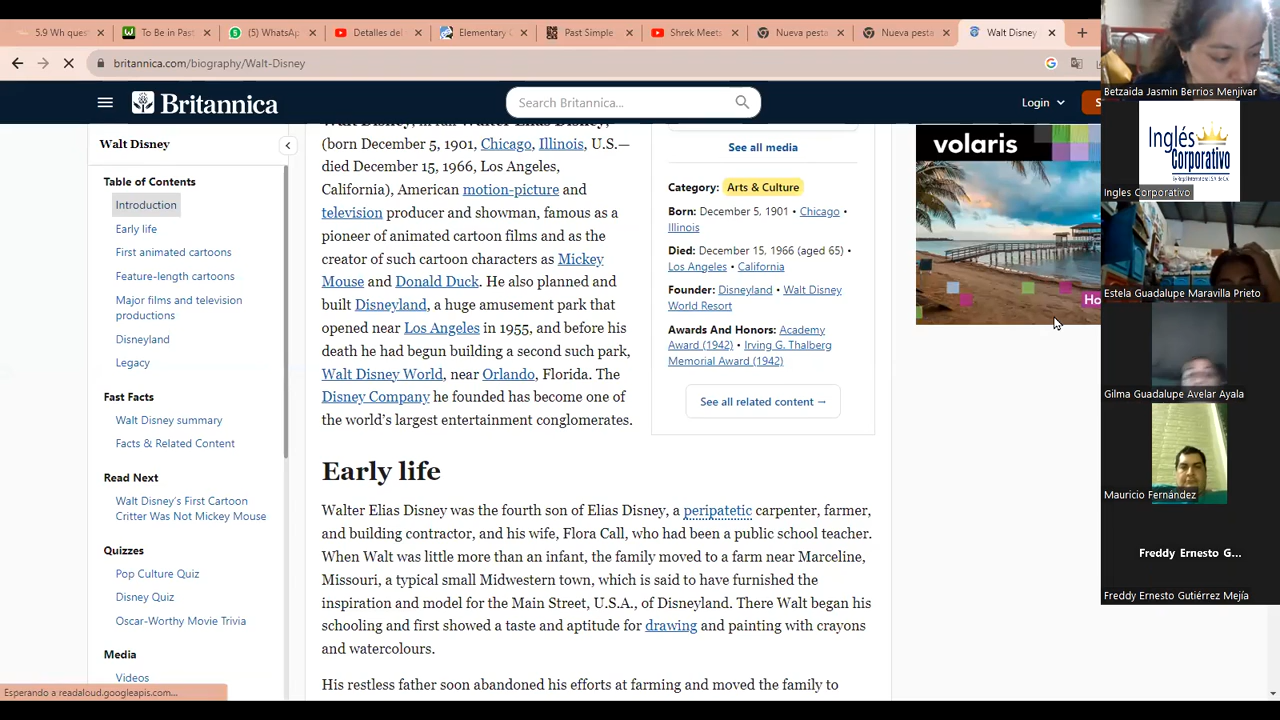 5.9 Wh ques
To Be in Past
(5) WhatsAp
Detalles del
Elementary
Past Simple
Shrek Meets
Nueva pesta
Nueva pesta
Walt Disney
britannica.com/biography/Walt-Disney
Britannica
Search Britannica...
Login
Walt Disney
Table of Contents
Introduction
Early life
First animated cartoons
Feature-length cartoons
Major films and television
productions
Disneyland
Legacy
Fast Facts
Walt Disney summary
Facts & Related Content
Read Next
Walt Disney's First Cartoon
Critter Was Not Mickey Mouse
Quizzes
Pop Culture Quiz
Disney Quiz
Oscar-Worthy Movie Trivia
Media
Videos
Esperando a readaloud.googleapis.com...
Walt Disney, in full Walter Elias Disney,
(born December 5, 1901, Chicago, Illinois, U.S.—
died December 15, 1966, Los Angeles,
California), American motion-picture and
television producer and showman, famous as a
pioneer of animated cartoon films and as the
creator of such cartoon characters as Mickey
Mouse and Donald Duck. He also planned and
built Disneyland, a huge amusement park that
opened near Los Angeles in 1955, and before his
death he had begun building a second such park,
Walt Disney World, near Orlando, Florida. The
Disney Company he founded has become one of
the world's largest entertainment conglomerates.
See all media
Category: Arts & Culture
Born: December 5, 1901 • Chicago •
Illinois
Died: December 15, 1966 (aged 65) •
Los Angeles • California
Founder: Disneyland • Walt Disney
World Resort
Awards And Honors: Academy
Award (1942) • Irving G. Thalberg
Memorial Award (1942)
See all related content →
Early life
Walter Elias Disney was the fourth son of Elias Disney, a peripatetic carpenter, farmer,
and building contractor, and his wife, Flora Call, who had been a public school teacher.
When Walt was little more than an infant, the family moved to a farm near Marceline,
Missouri, a typical small Midwestern town, which is said to have furnished the
inspiration and model for the Main Street, U.S.A., of Disneyland. There Walt began his
schooling and first showed a taste and aptitude for drawing and painting with crayons
and watercolours.
His restless father soon abandoned his efforts at farming and moved the family to
volaris
Ho
Betzaida Jasmin Berrios Menjivar
Inglés
Corporativo
Ingles Corporativo
Estela Guadalupe Maravilla Prieto
Gilma Guadalupe Avelar Ayala
Mauricio Fernández
Freddy Ernesto G...
Freddy Ernesto Gutiérrez Mejía